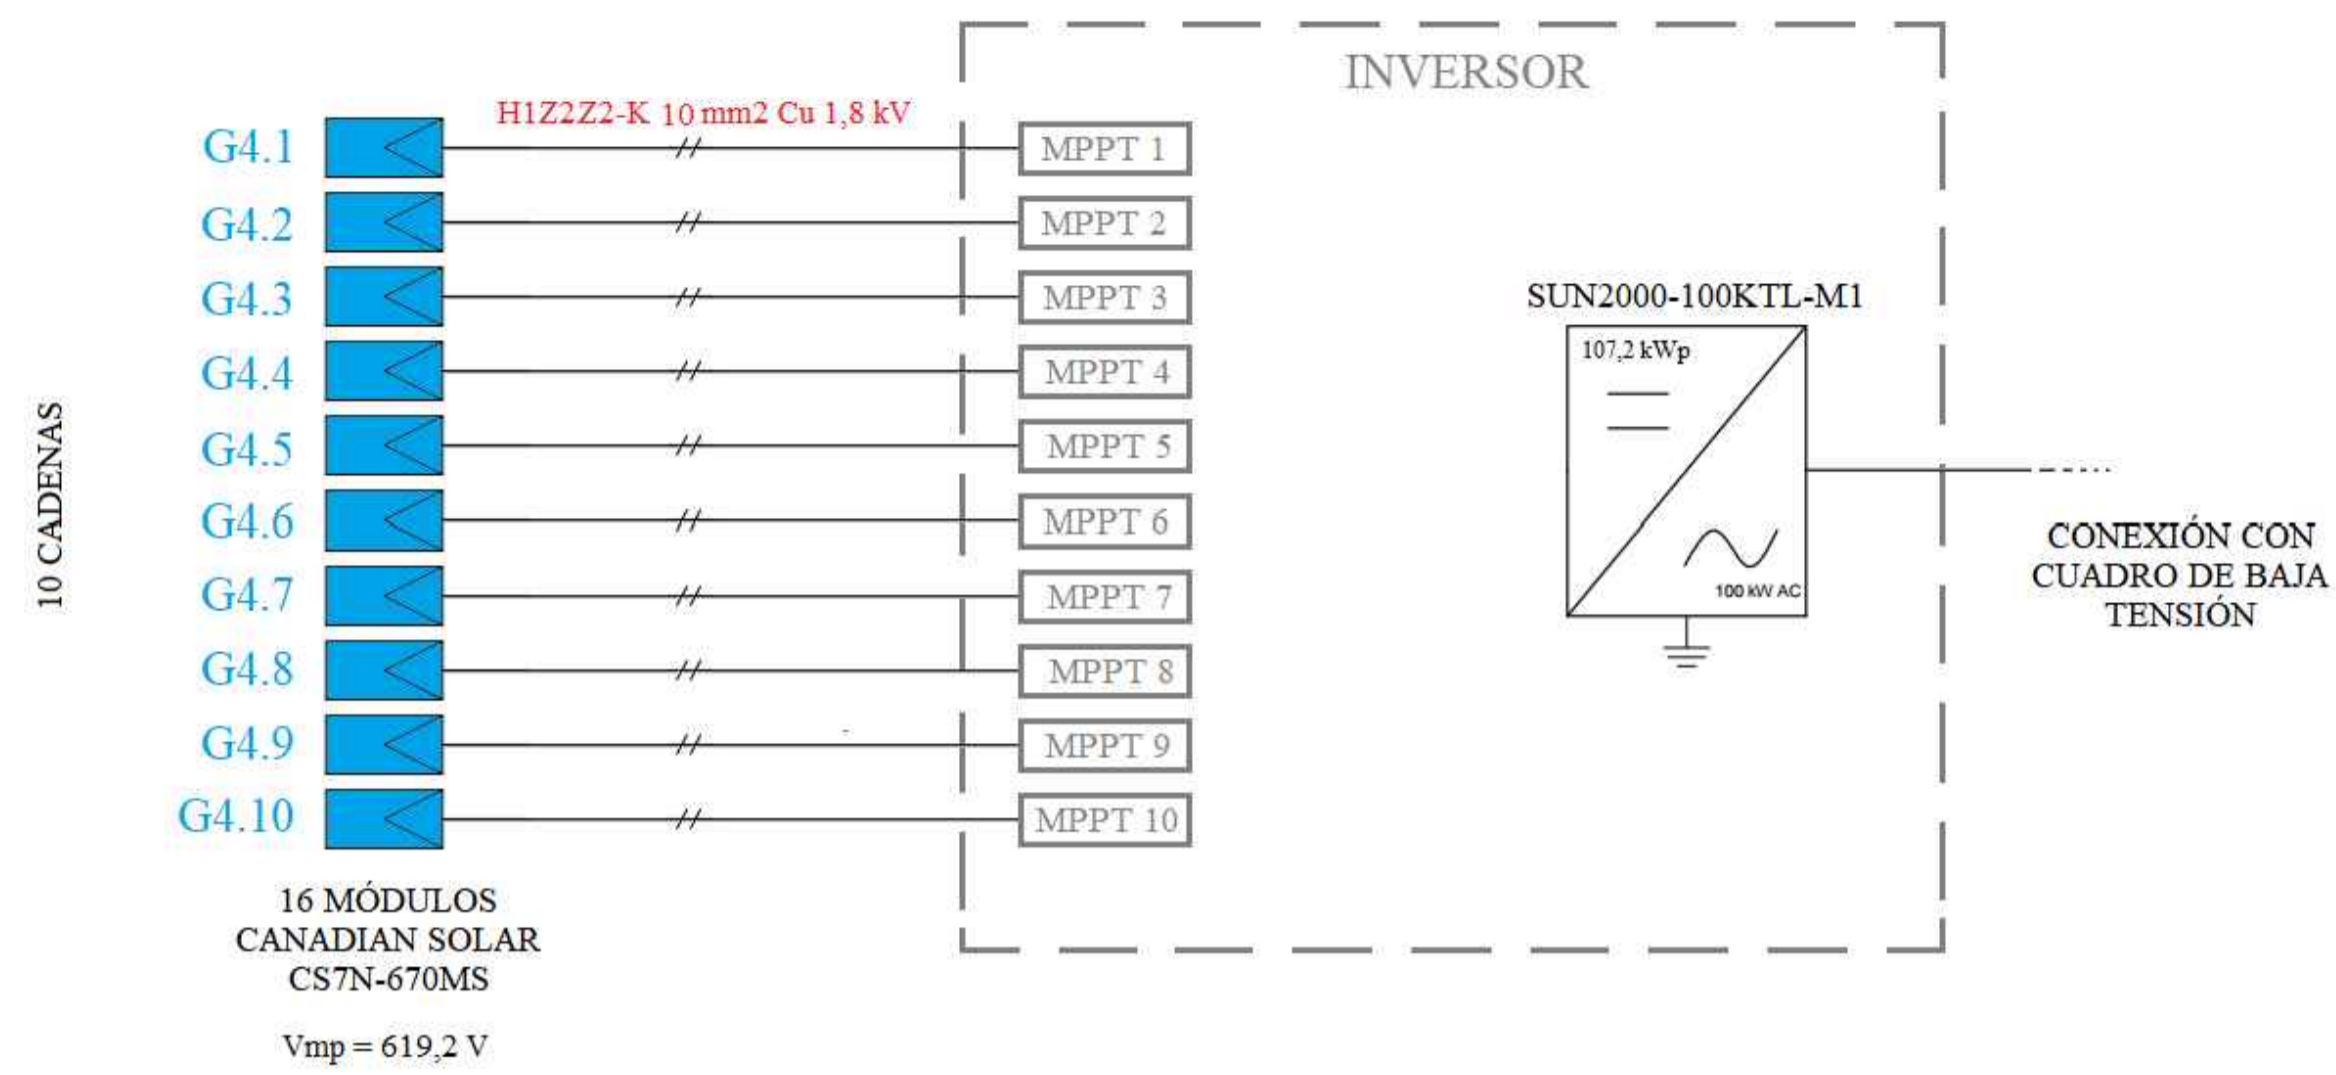 INVERSOR
H1Z2Z2-K 10 mm2 Cu 1,8 kV
G4.1 MPPT 1
G4.2 MPPT 2
G4.3 MPPT 3
G4.4 MPPT 4
G4.5 MPPT 5
G4.6 MPPT 6
G4.7 MPPT 7
G4.8 MPPT 8
G4.9 MPPT 9
G4.10 MPPT 10
10 CADENAS
16 MÓDULOS
CANADIAN SOLAR
CS7N-670MS
Vmp = 619,2 V
SUN2000-100KTL-M1
107,2 kWp
100 kW AC
CONEXIÓN CON
CUADRO DE BAJA
TENSIÓN